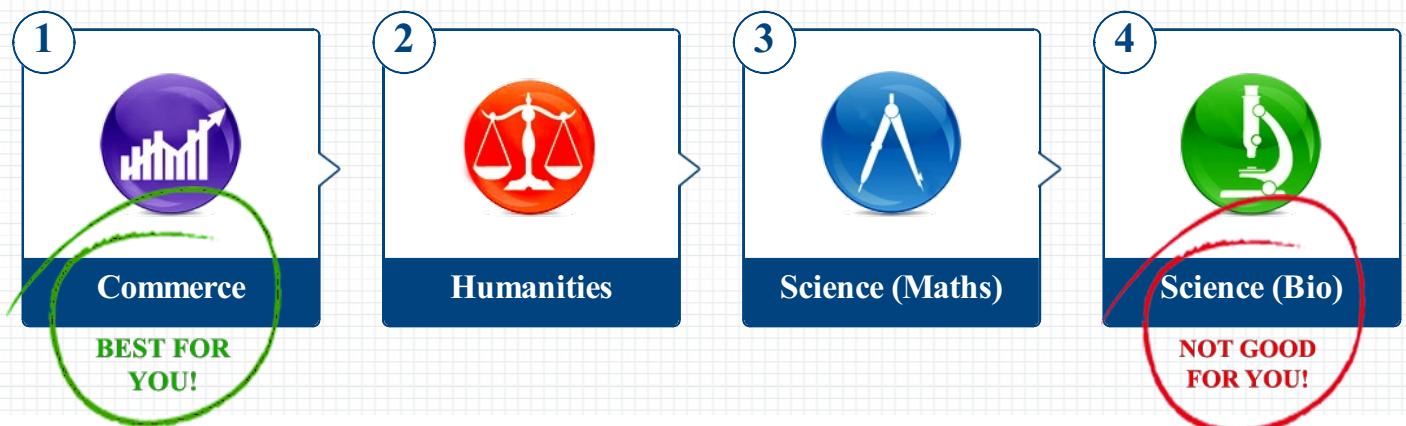 1
2
3
4
Commerce
Humanities
Science (Maths)
Science (Bio)
BEST FOR
YOU!
NOT GOOD
FOR YOU!